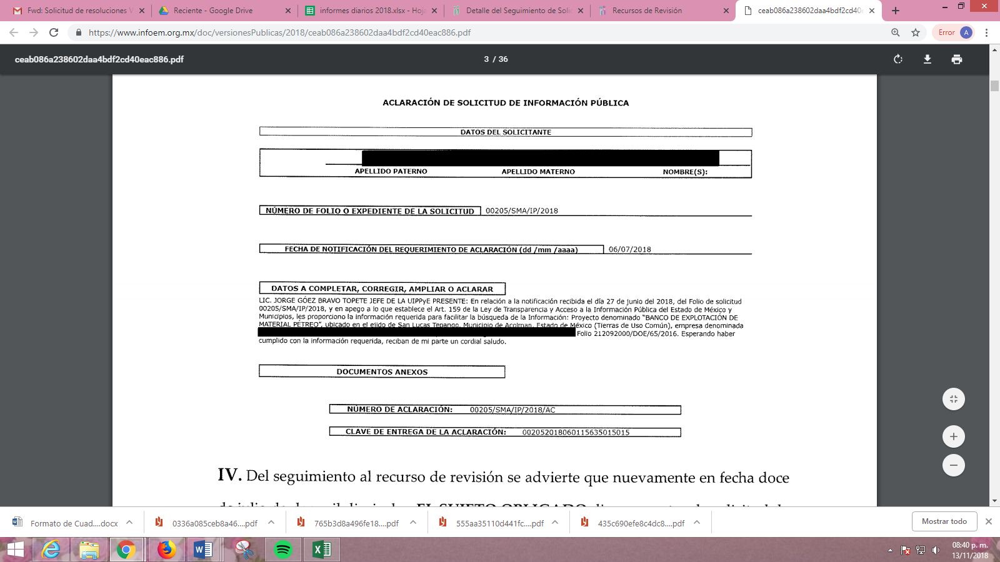 Fwd: Solicitud de resoluciones V
Reciente - Google Drive
informes diarios 2018.xlsx - Hoja
Detalle del Seguimiento de Solic
Recursos de Revisión
ceab086a238602daa4bdf2cd40e
https://www.infoem.org.mx/doc/versionesPublicas/2018/ceab086a238602daa4bdf2cd40eac886.pdf
Error A
ceab086a238602daa4bdf2cd40eac886.pdf
3 / 36
ACLARACIÓN DE SOLICITUD DE INFORMACIÓN PÚBLICA
DATOS DEL SOLICITANTE
APELLIDO PATERNO APELLIDO MATERNO NOMBRE(S):
NÚMERO DE FOLIO O EXPEDIENTE DE LA SOLICITUD 00205/SMA/IP/2018
FECHA DE NOTIFICACIÓN DEL REQUERIMIENTO DE ACLARACIÓN (dd /mm /aaaa) 06/07/2018
DATOS A COMPLETAR, CORREGIR, AMPLIAR O ACLARAR
LIC. JORGE GÓEZ BRAVO TOPETE JEFE DE LA UIPPyE PRESENTE: En relación a la notificación recibida el día 27 de junio del 2018, del Folio de solicitud
00205/SMA/IP/2018, y en apego a lo que establece el Art. 159 de la Ley de Transparencia y Acceso a la Información Pública del Estado de México y
Municipios, les proporciono la información requerida para facilitar la búsqueda de la Información: Proyecto denominado "BANCO DE EXPLOTACIÓN DE
MATERIAL PÉTREO", ubicado en el ejido de San Lucas Tepango, Municipio de Acolman, Estado de México (Tierras de Uso Común), empresa denominada
Folio 212092000/DOE/65/2016. Esperando haber
cumplido con la información requerida, reciban de mi parte un cordial saludo.
DOCUMENTOS ANEXOS
NÚMERO DE ACLARACIÓN: 00205/SMA/IP/2018/AC
CLAVE DE ENTREGA DE LA ACLARACIÓN: 002052018060115635015015
IV. Del seguimiento al recurso de revisión se advierte que nuevamente en fecha doce
Formato de Cuad....docx
0336a085ceb8a46....pdf
765b3d8a496fe18....pdf
555aa35110d441fc....pdf
435c690efe8c4dc8....pdf
Mostrar todo
08:40 p. m.
13/11/2018